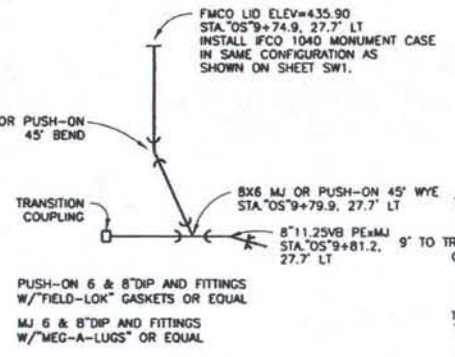 FMCO LID ELEV=435.90
STA."OS"9+74.9, 27.7' LT
INSTALL IFCO 1040 MONUMENT CASE
IN SAME CONFIGURATION AS
SHOWN ON SHEET SW1.
OR PUSH-ON
45° BEND
8X6 MJ OR PUSH-ON 45° WYE
STA."OS"9+79.9, 27.7' LT
TRANSITION
COUPLING
8"11.25VB PExMJ
STA."OS"9+81.2,
27.7' LT
9' TO TR
PUSH-ON 6 & 8"DIP AND FITTINGS
W/"FIELD-LOK" GASKETS OR EQUAL
MJ 6 & 8"DIP AND FITTINGS
W/"MEG-A-LUGS" OR EQUAL